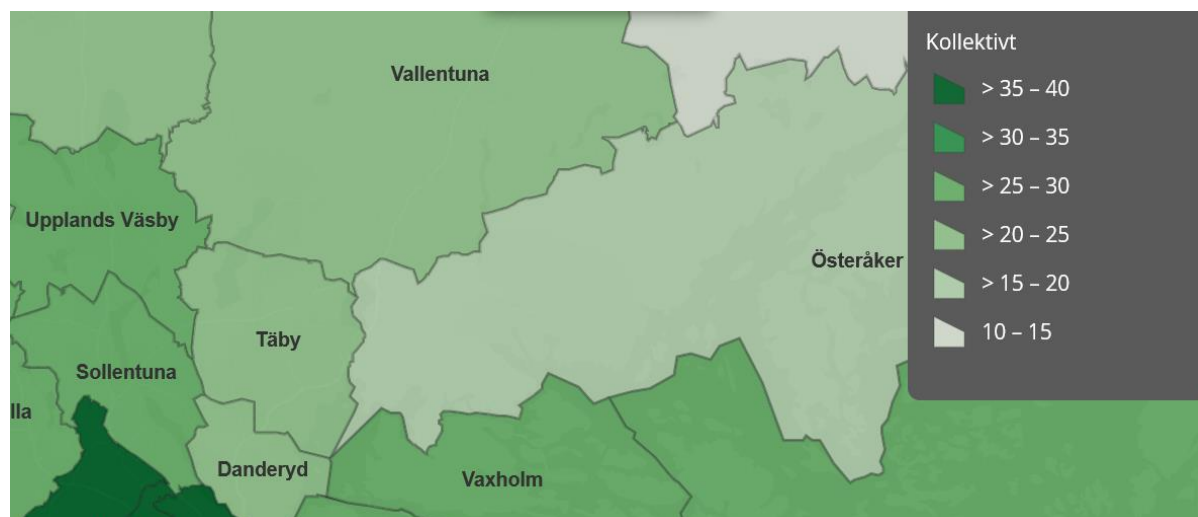 Kollektivt
> 35 – 40
> 30 – 35
> 25 – 30
> 20 – 25
> 15 – 20
10 – 15
Vallentuna
Upplands Väsby
Österåker
Täby
Sollentuna
lla
Danderyd
Vaxholm